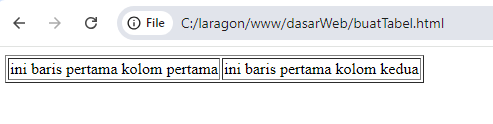 File C:/laragon/www/dasarWeb/buatTabel.html
ini baris pertama kolom pertama ini baris pertama kolom kedua